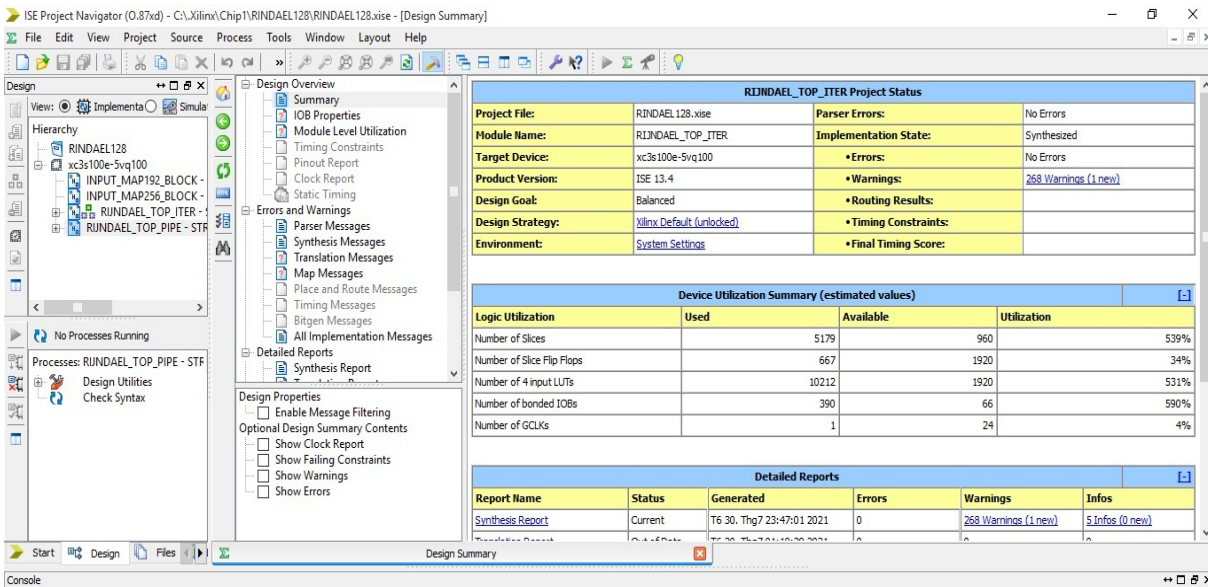 ISE Project Navigator (O.87xd) - C:\.Xilinx\Chip1\RINDAEL128\RINDAEL128.xise - [Design Summary]
File Edit View Project Source Process Tools Window Layout Help
Design
View: Implementa Simula
Hierarchy
RINDAEL128
xc3s100e-5vq100
INPUT_MAP192_BLOCK -
INPUT_MAP256_BLOCK -
RIJNDAEL_TOP_ITER - S
RIJNDAEL_TOP_PIPE - STR
No Processes Running
Processes: RIJNDAEL_TOP_PIPE - STR
Design Utilities
Check Syntax
Start Design Files
Design Overview
Summary
IOB Properties
Module Level Utilization
Timing Constraints
Pinout Report
Clock Report
Static Timing
Errors and Warnings
Parser Messages
Synthesis Messages
Translation Messages
Map Messages
Place and Route Messages
Timing Messages
Bitgen Messages
All Implementation Messages
Detailed Reports
Synthesis Report
Design Properties
Enable Message Filtering
Optional Design Summary Contents
Show Clock Report
Show Failing Constraints
Show Warnings
Show Errors
RIJNDAEL_TOP_ITER Project Status
Project File: RINDAEL128.xise Parser Errors: No Errors
Module Name: RIJNDAEL_TOP_ITER Implementation State: Synthesized
Target Device: xc3s100e-5vq100 •Errors: No Errors
Product Version: ISE 13.4 •Warnings: 268 Warnings (1 new)
Design Goal: Balanced •Routing Results:
Design Strategy: Xilinx Default (unlocked) •Timing Constraints:
Environment: System Settings •Final Timing Score:
Device Utilization Summary (estimated values) [-]
Logic Utilization Used Available Utilization
Number of Slices 5179 960 539%
Number of Slice Flip Flops 667 1920 34%
Number of 4 input LUTs 10212 1920 531%
Number of bonded IOBs 390 66 590%
Number of GCLKs 1 24 4%
Detailed Reports [-]
Report Name Status Generated Errors Warnings Infos
Synthesis Report Current T6 30. Thg7 23:47:01 2021 0 268 Warnings (1 new) 5 Infos (0 new)
Design Summary
Console